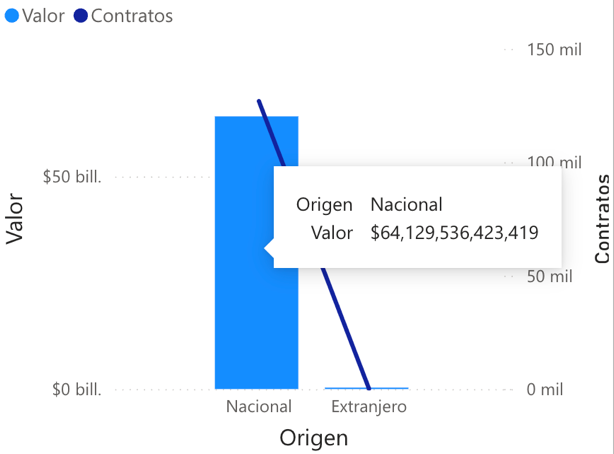 Valor Contratos
150 mil
$50 bill.
100 mil
Origen Nacional
Valor $64,129,536,423,419
50 mil
$0 bill.
0 mil
Valor
Contratos
Nacional Extranjero
Origen